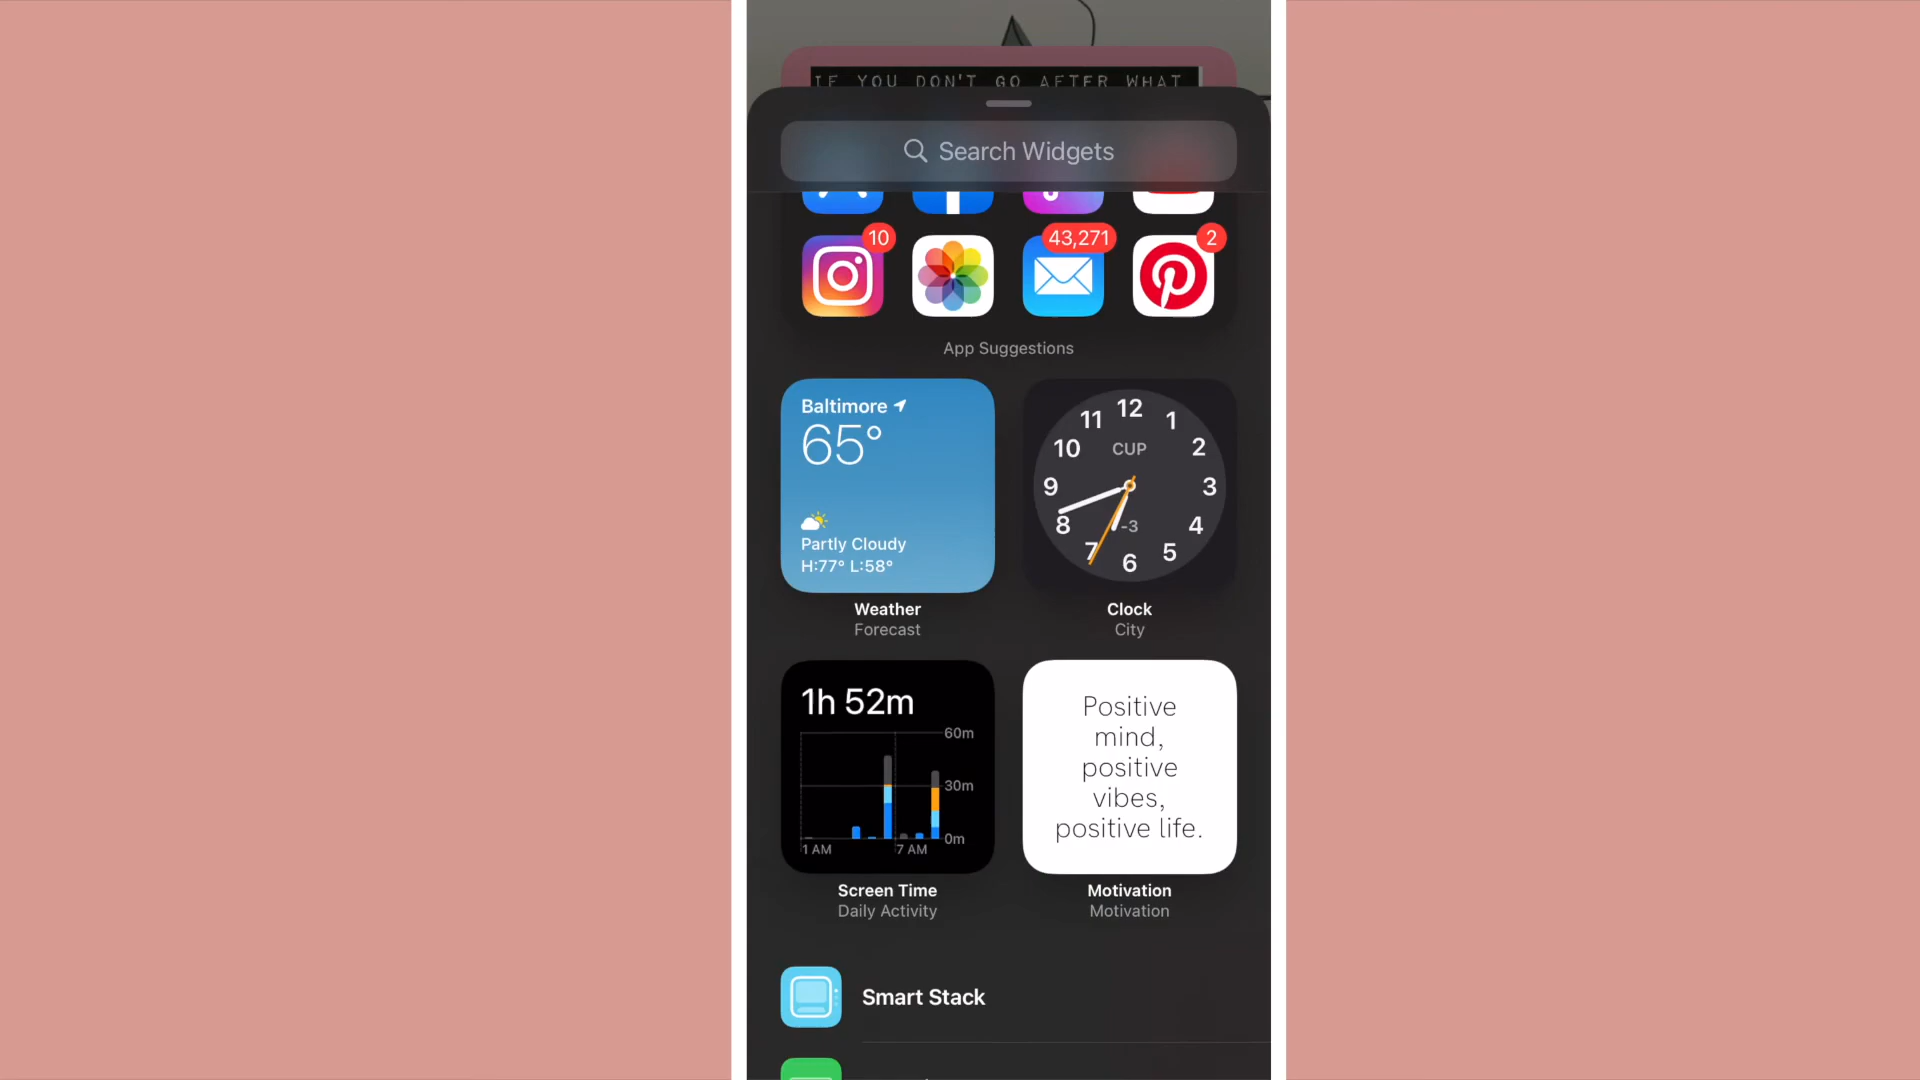 IF YOU DON'T GO AFTER WHAT
Search Widgets
10
43,271
2
App Suggestions
Baltimore
65°
Partly Cloudy
H:77° L:58°
Weather
Forecast
12
11
1
10
CUP
2
9
3
8
-3
4
7
5
6
Clock
City
1h 52m
60m
30m
0m
1 AM
7 AM
Screen Time
Daily Activity
Positive
mind,
positive
vibes,
positive life.
Motivation
Motivation
Smart Stack